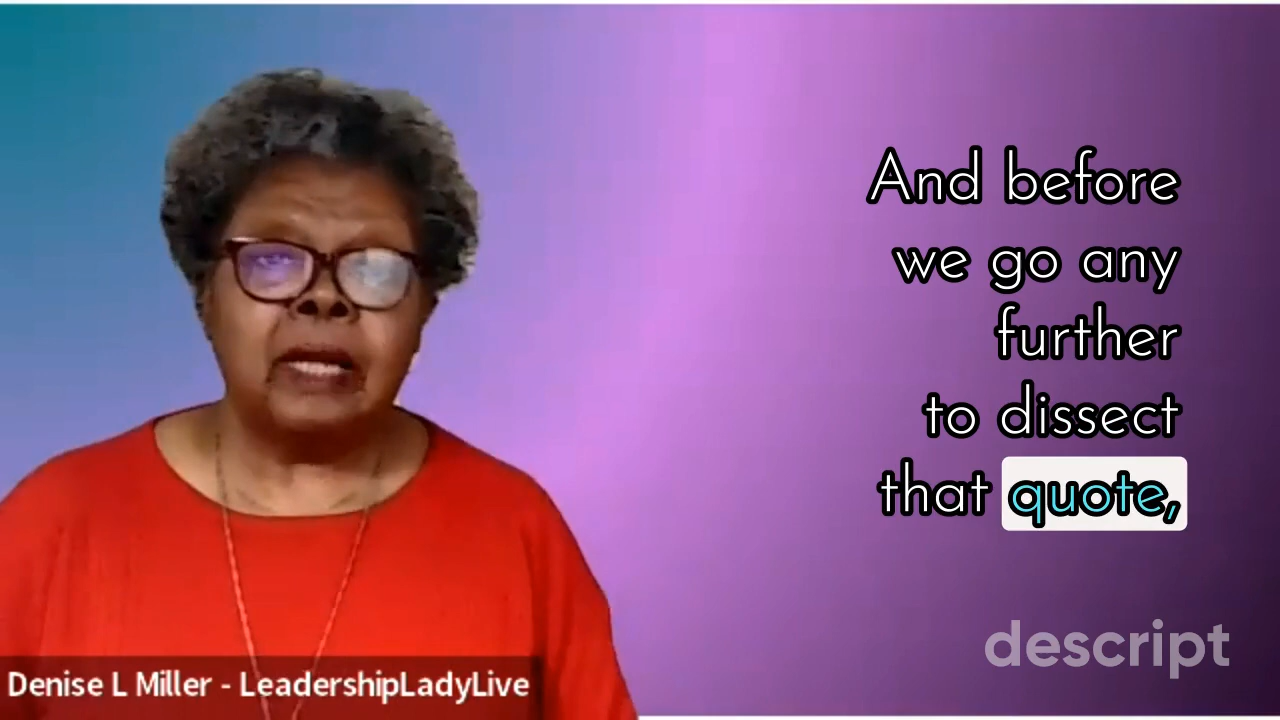 And before
we go any
further
to dissect
that quote,
descript
Denise L Miller - LeadershipLadyLive